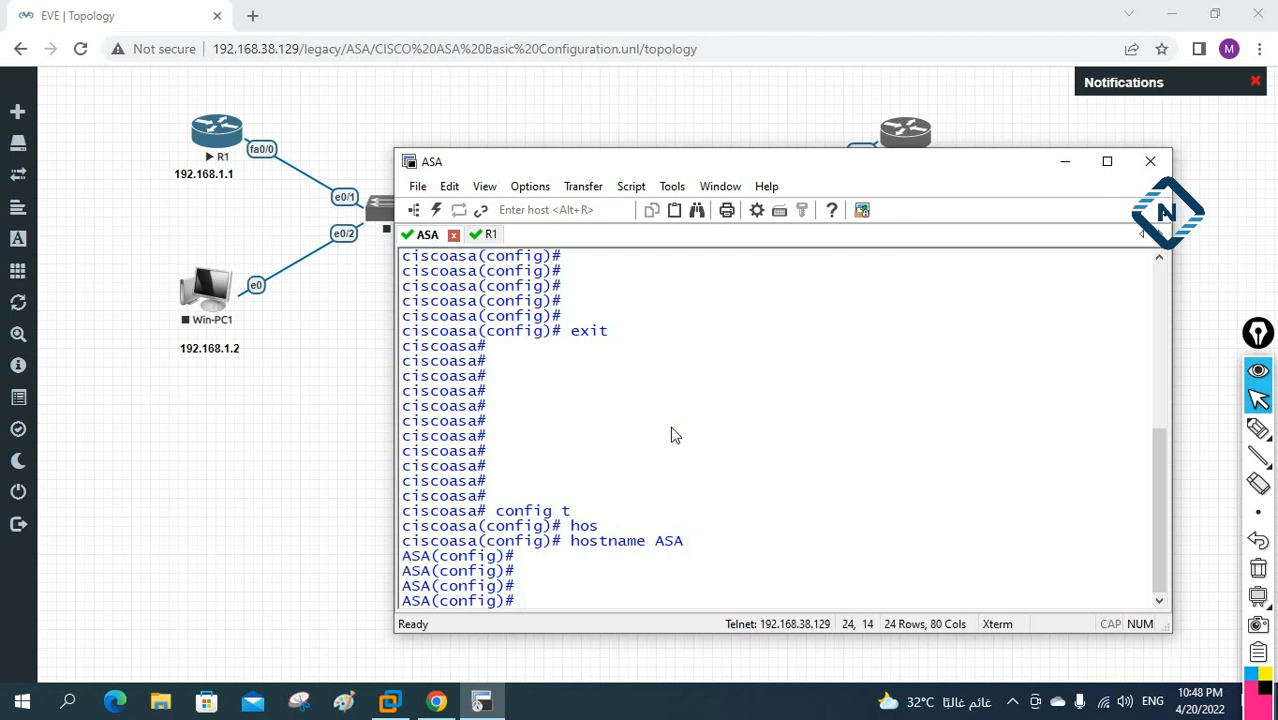 EVE | Topology
Not secure
192.168.38.129/legacy/ASA/CISCO%20ASA%20Basic%20Configuration.unl/topology
M
Notifications
R1
fa0/0
192.168.1.1
e0/1
e0/2
e0
Win-PC1
192.168.1.2
ASA
File Edit View Options Transfer Script Tools Window Help
Enter host <Alt+R>
N
ASA
R1
ciscoasa(config)#
ciscoasa(config)#
ciscoasa(config)#
ciscoasa(config)#
ciscoasa(config)#
ciscoasa(config)# exit
ciscoasa#
ciscoasa#
ciscoasa#
ciscoasa#
ciscoasa#
ciscoasa#
ciscoasa#
ciscoasa#
ciscoasa#
ciscoasa#
ciscoasa#
ciscoasa# config t
ciscoasa(config)# hos
ciscoasa(config)# hostname ASA
ASA(config)#
ASA(config)#
ASA(config)#
ASA(config)#
Ready
Telnet: 192.168.38.129
24, 14
24 Rows, 80 Cols
Xterm
CAP NUM
32°C غائم غالبًا
ENG
10:48 PM
4/20/2022